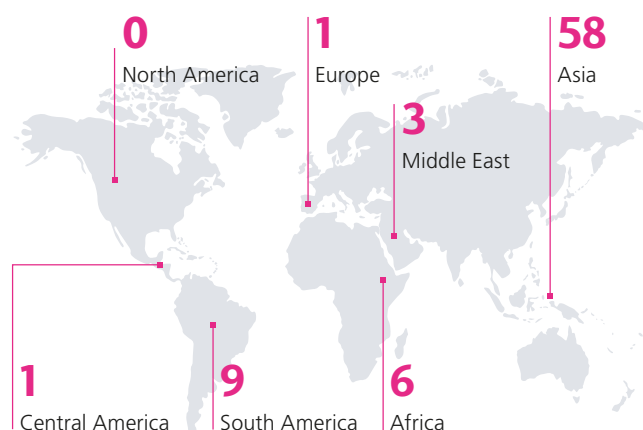 0
North America
1
Europe
58
Asia
3
Middle East
1
Central America
9
South America
6
Africa